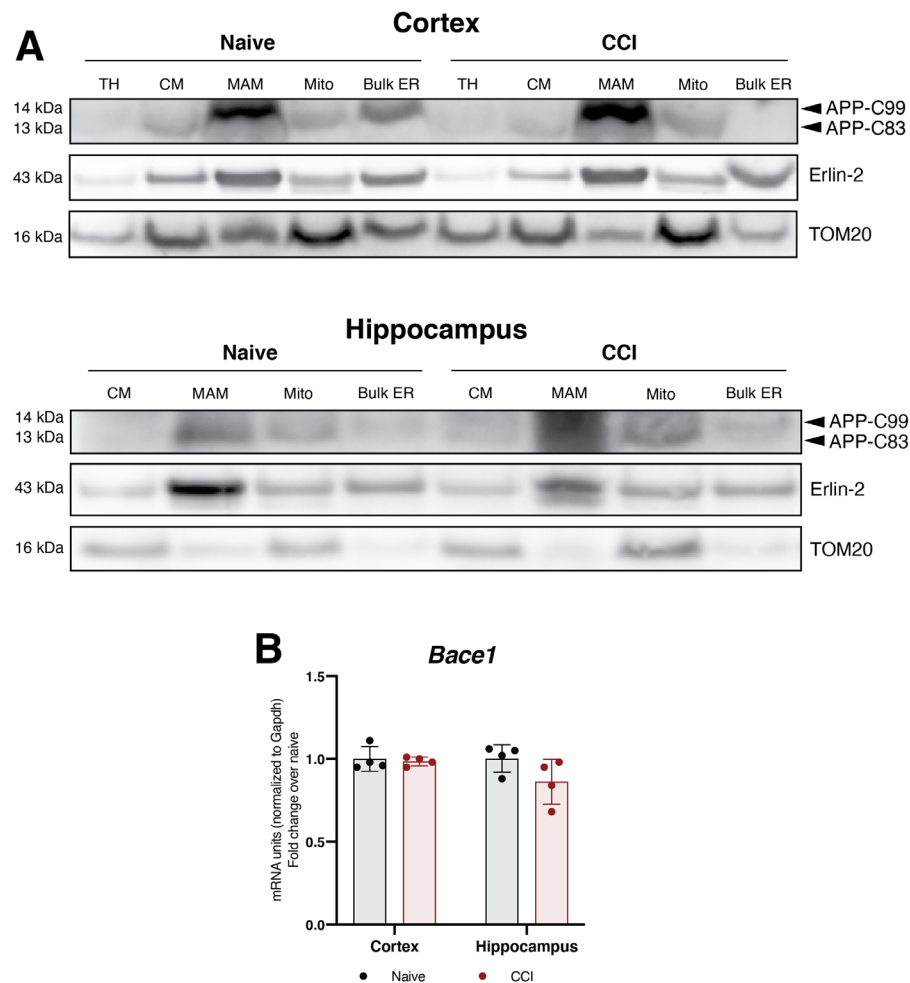 A
Cortex
Naive CCI
TH CM MAM Mito Bulk ER TH CM MAM Mito Bulk ER
14 kDa APP-C99
13 kDa APP-C83
43 kDa Erlin-2
16 kDa TOM20
Hippocampus
Naive CCI
CM MAM Mito Bulk ER CM MAM Mito Bulk ER
14 kDa APP-C99
13 kDa APP-C83
43 kDa Erlin-2
16 kDa TOM20
B
Bace1
mRNA units (normalized to Gapdh)
Fold change over naive
1.5
1.0
0.5
0.0
Cortex Hippocampus
Naive CCI